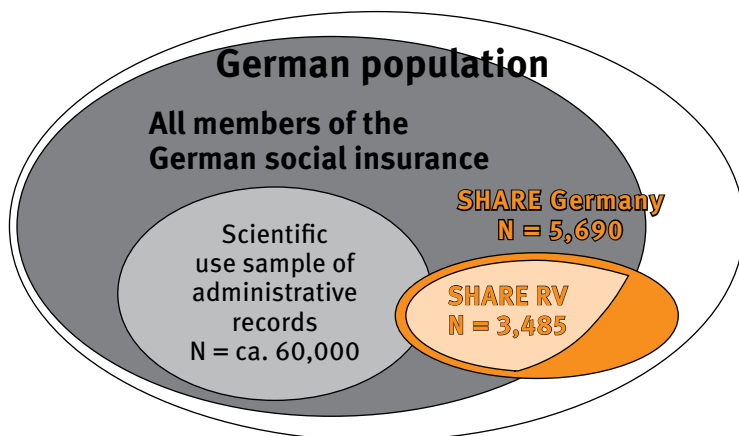 German population
All members of the
German social insurance
SHARE Germany
N = 5,690
Scientific
use sample of
administrative
records
N = ca. 60,000
SHARE RV
N = 3,485